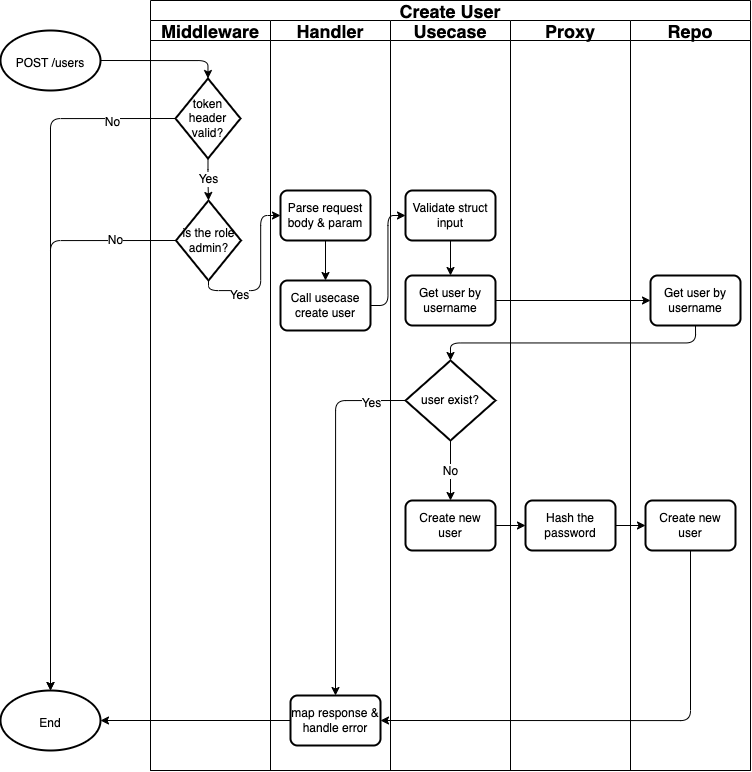 Create User
Middleware
Handler
Usecase
Proxy
Repo
POST /users
token
header
valid?
No
Yes
is the role
admin?
No
Yes
Parse request
body & param
Call usecase
create user
Validate struct
input
Get user by
username
Get user by
username
user exist?
Yes
No
Create new
user
Hash the
password
Create new
user
map response &
handle error
End